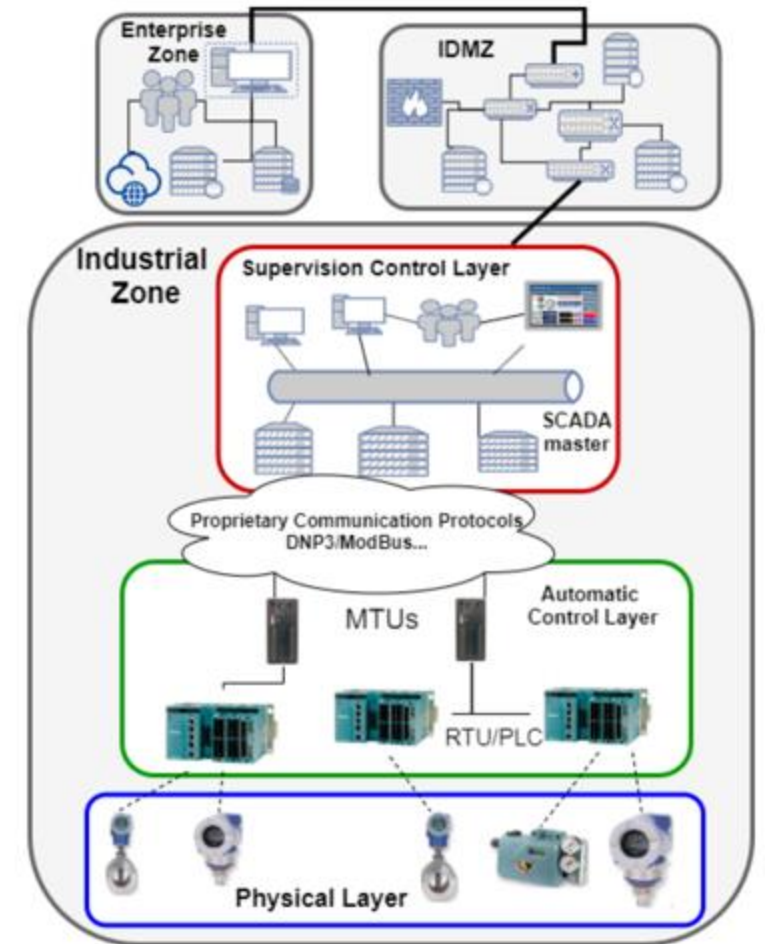 Enterprise
Zone
IDMZ
Industrial
Zone
Supervision Control Layer
SCADA
master
Proprietary Communication Protocols
DNP3/ModBus...
MTUs
Automatic
Control Layer
RTU/PLC
Physical Layer